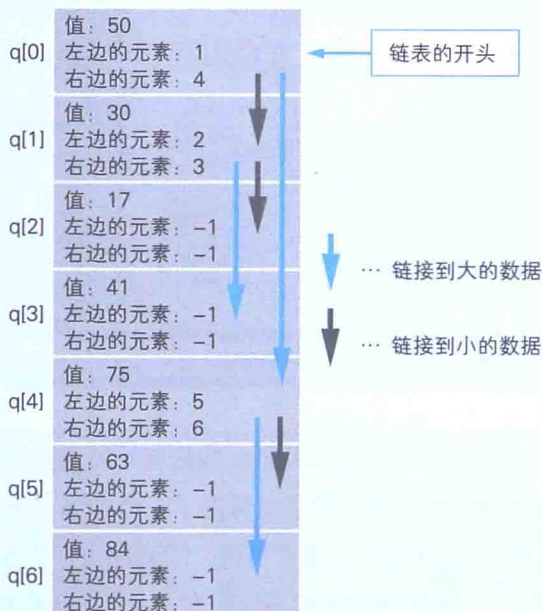 值：50
q[0] 左边的元素：1
右边的元素：4
链表的开头
值：30
q[1] 左边的元素：2
右边的元素：3
值：17
q[2] 左边的元素：-1
右边的元素：-1
… 链接到大的数据
值：41
q[3] 左边的元素：-1
右边的元素：-1
… 链接到小的数据
值：75
q[4] 左边的元素：5
右边的元素：6
值：63
q[5] 左边的元素：-1
右边的元素：-1
值：84
q[6] 左边的元素：-1
右边的元素：-1